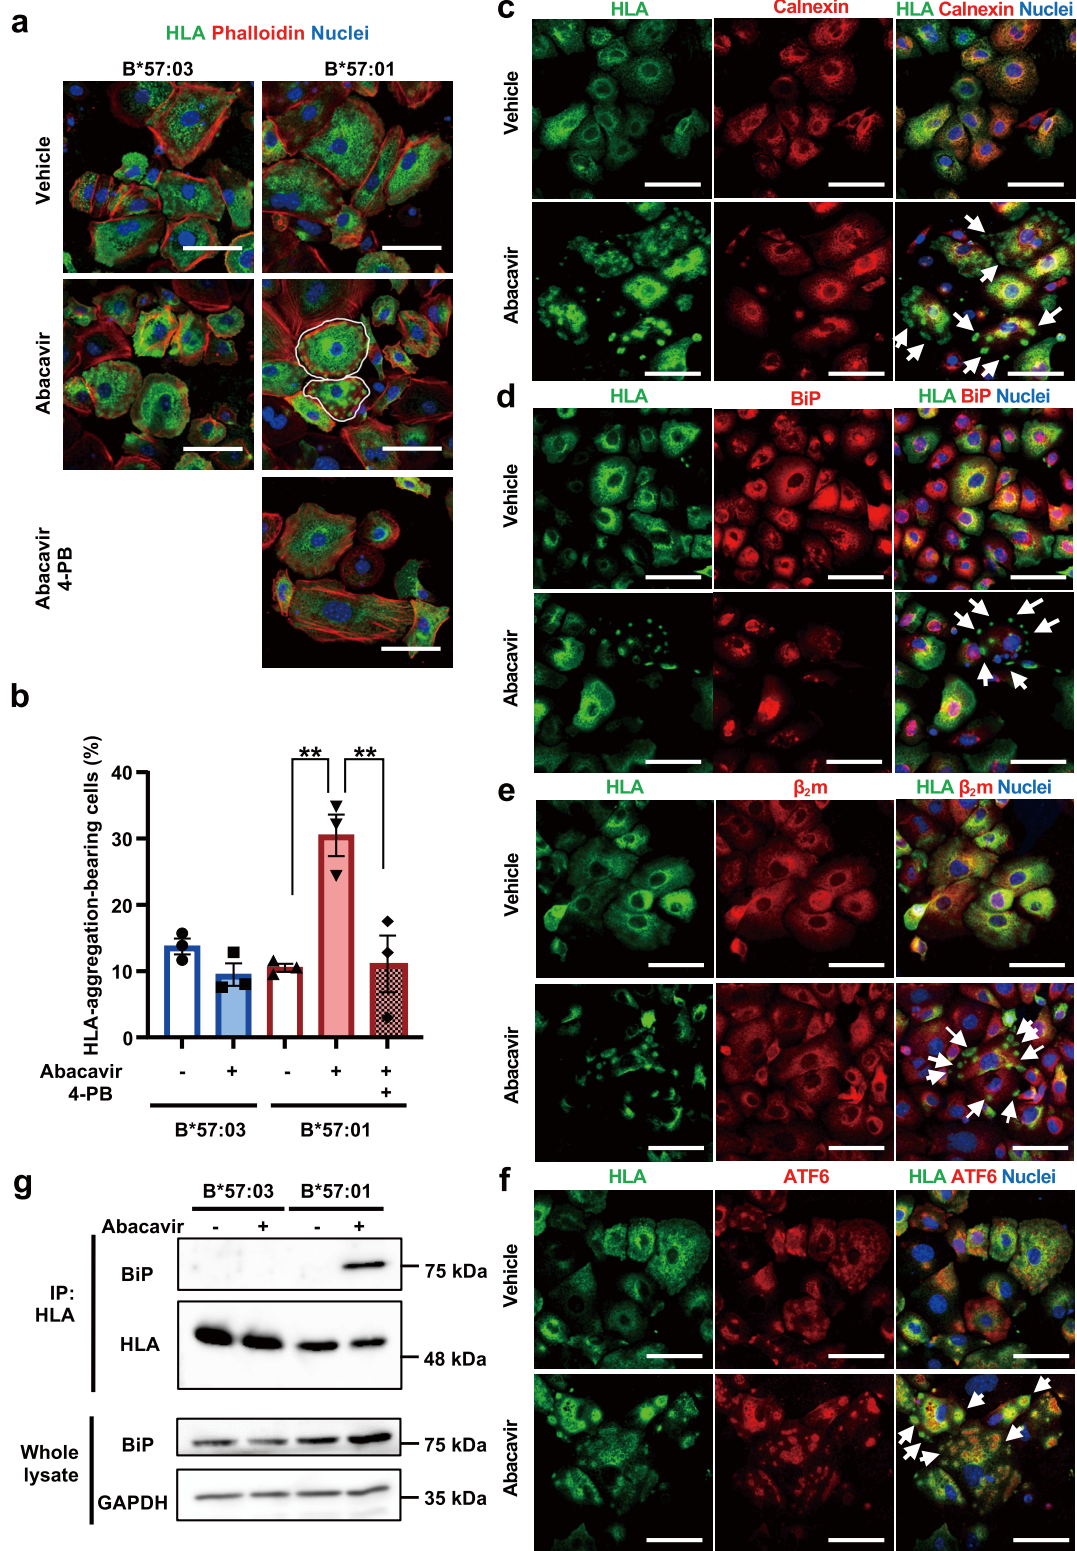 a
HLA Phalloidin Nuclei
B*57:03 B*57:01
Vehicle
Abacavir
Abacavir
4-PB
b
HLA-aggregation-bearing cells (%)
40
30
20
10
0
** **
Abacavir - + - + +
4-PB +
B*57:03 B*57:01
g
B*57:03 B*57:01
Abacavir - + - +
IP:
HLA
BiP 75 kDa
HLA 48 kDa
Whole
lysate
BiP 75 kDa
GAPDH 35 kDa
c
HLA Calnexin HLA Calnexin Nuclei
Vehicle
Abacavir
d
HLA BiP HLA BiP Nuclei
Vehicle
Abacavir
e
HLA β₂m HLA β₂m Nuclei
Vehicle
Abacavir
f
HLA ATF6 HLA ATF6 Nuclei
Vehicle
Abacavir